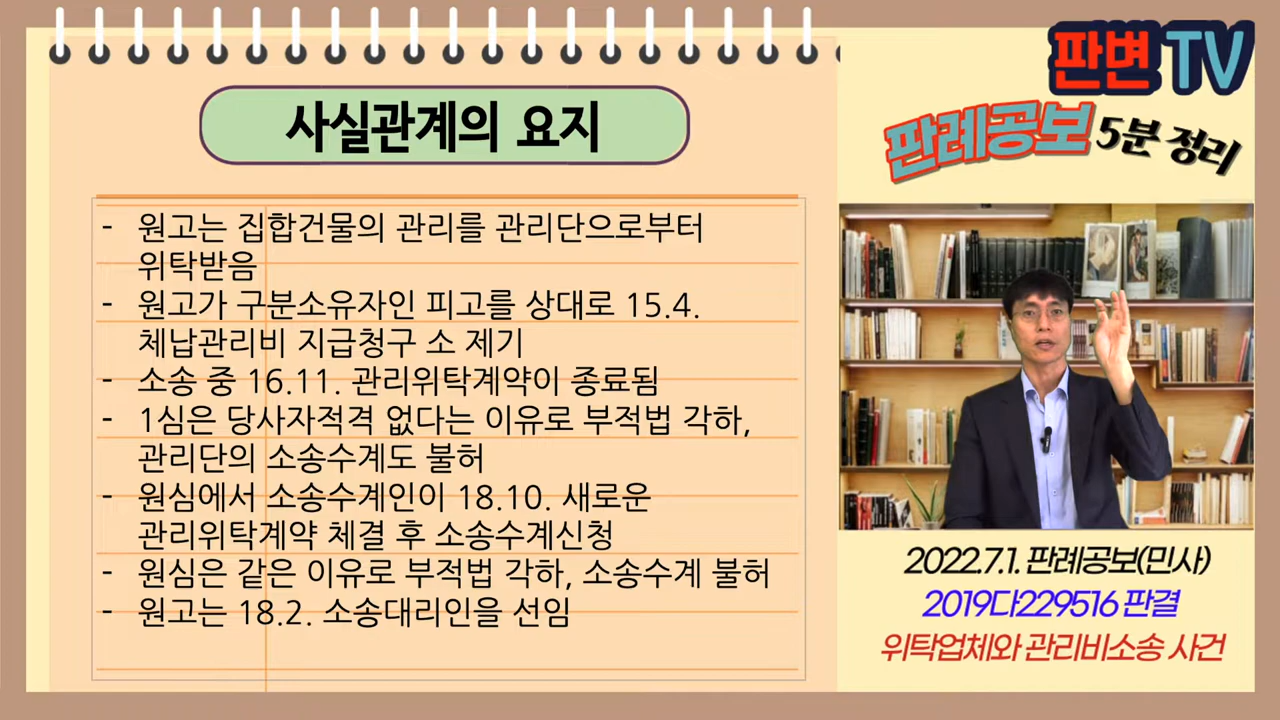 사실관계의 요지
- 원고는 집합건물의 관리를 관리단으로부터
위탁받음
- 원고가 구분소유자인 피고를 상대로 15.4.
체납관리비 지급청구 소 제기
- 소송 중 16.11. 관리위탁계약이 종료됨
- 1심은 당사자적격 없다는 이유로 부적법 각하,
관리단의 소송수계도 불허
- 원심에서 소송수계인이 18.10. 새로운
관리위탁계약 체결 후 소송수계신청
- 원심은 같은 이유로 부적법 각하, 소송수계 불허
- 원고는 18.2. 소송대리인을 선임
판변 TV
판례공보 5분 정리
2022.7.1. 판례공보(민사)
2019다229516 판결
위탁업체와 관리비소송 사건